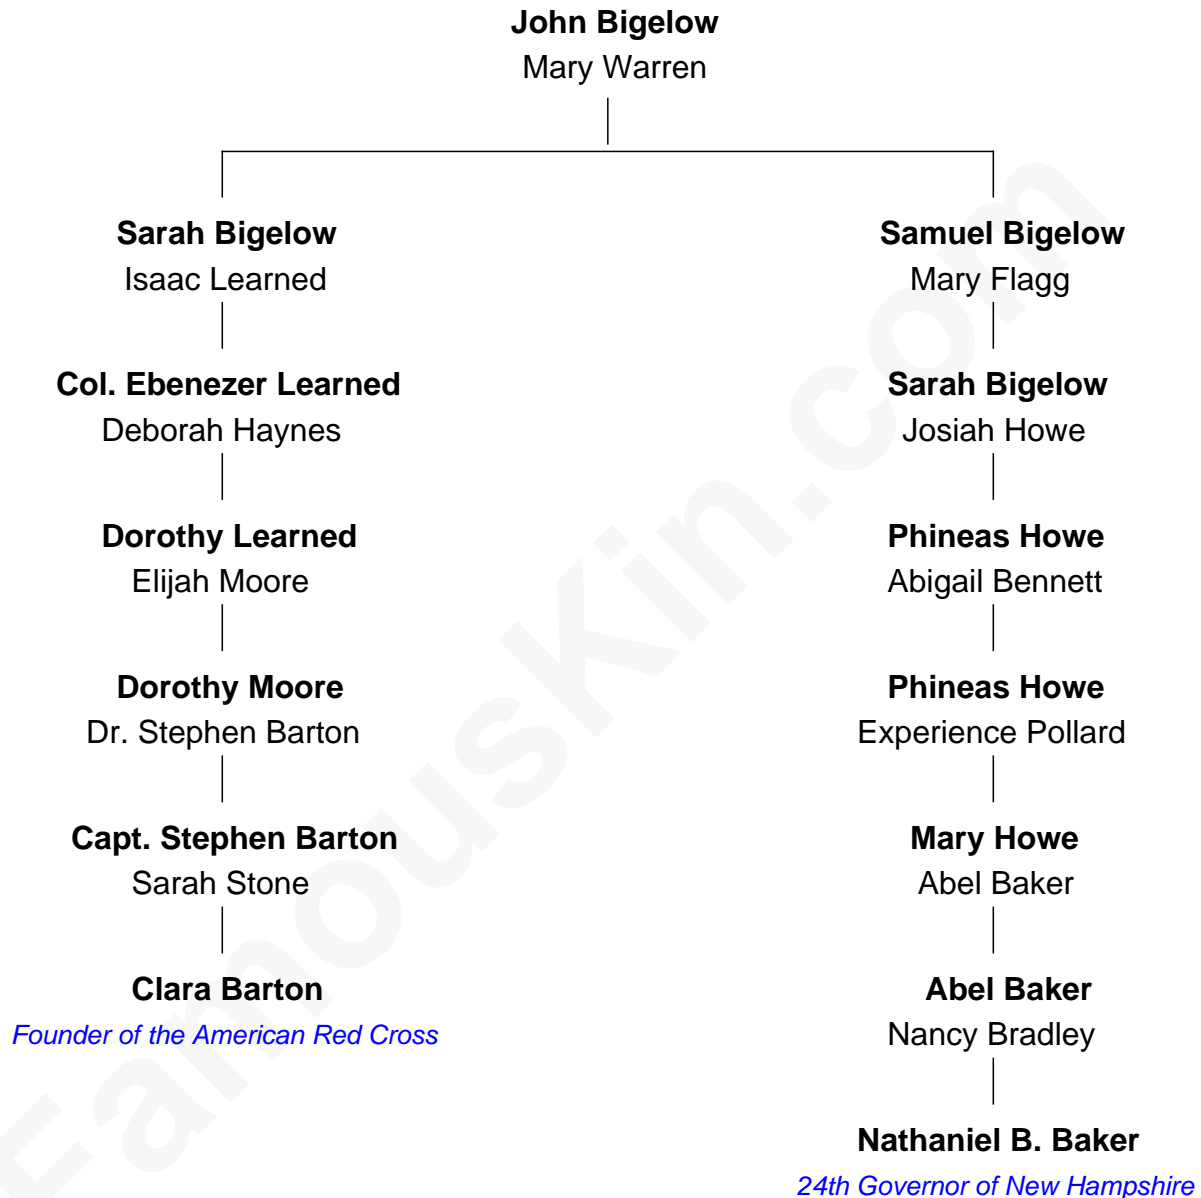 John Bigelow
Mary Warren
Sarah Bigelow
Isaac Learned
Col. Ebenezer Learned
Deborah Haynes
Dorothy Learned
Elijah Moore
Dorothy Moore
Dr. Stephen Barton
Capt. Stephen Barton
Sarah Stone
Clara Barton
Founder of the American Red Cross
Samuel Bigelow
Mary Flagg
Sarah Bigelow
Josiah Howe
Phineas Howe
Abigail Bennett
Phineas Howe
Experience Pollard
Mary Howe
Abel Baker
Abel Baker
Nancy Bradley
Nathaniel B. Baker
24th Governor of New Hampshire
FamousKin.com